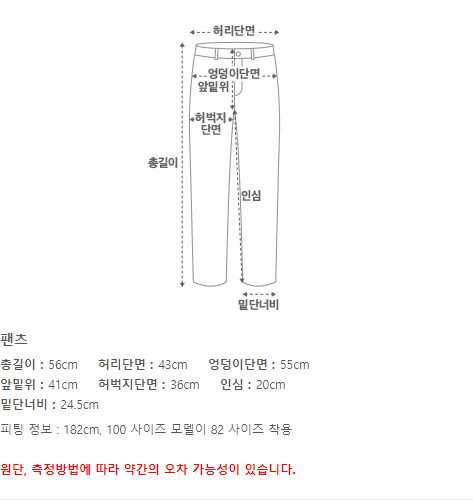 허리단면
엉덩이단면
앞밑위
허벅지
단면
총길이
인심
밑단너비
팬츠
총길이 : 56cm 허리단면 : 43cm 엉덩이단면 : 55cm
앞밑위 : 41cm 허벅지단면 : 36cm 인심 : 20cm
밑단너비 : 24.5cm
피팅 정보 : 182cm, 100 사이즈 모델이 82 사이즈 착용
원단, 측정방법에 따라 약간의 오차 가능성이 있습니다.